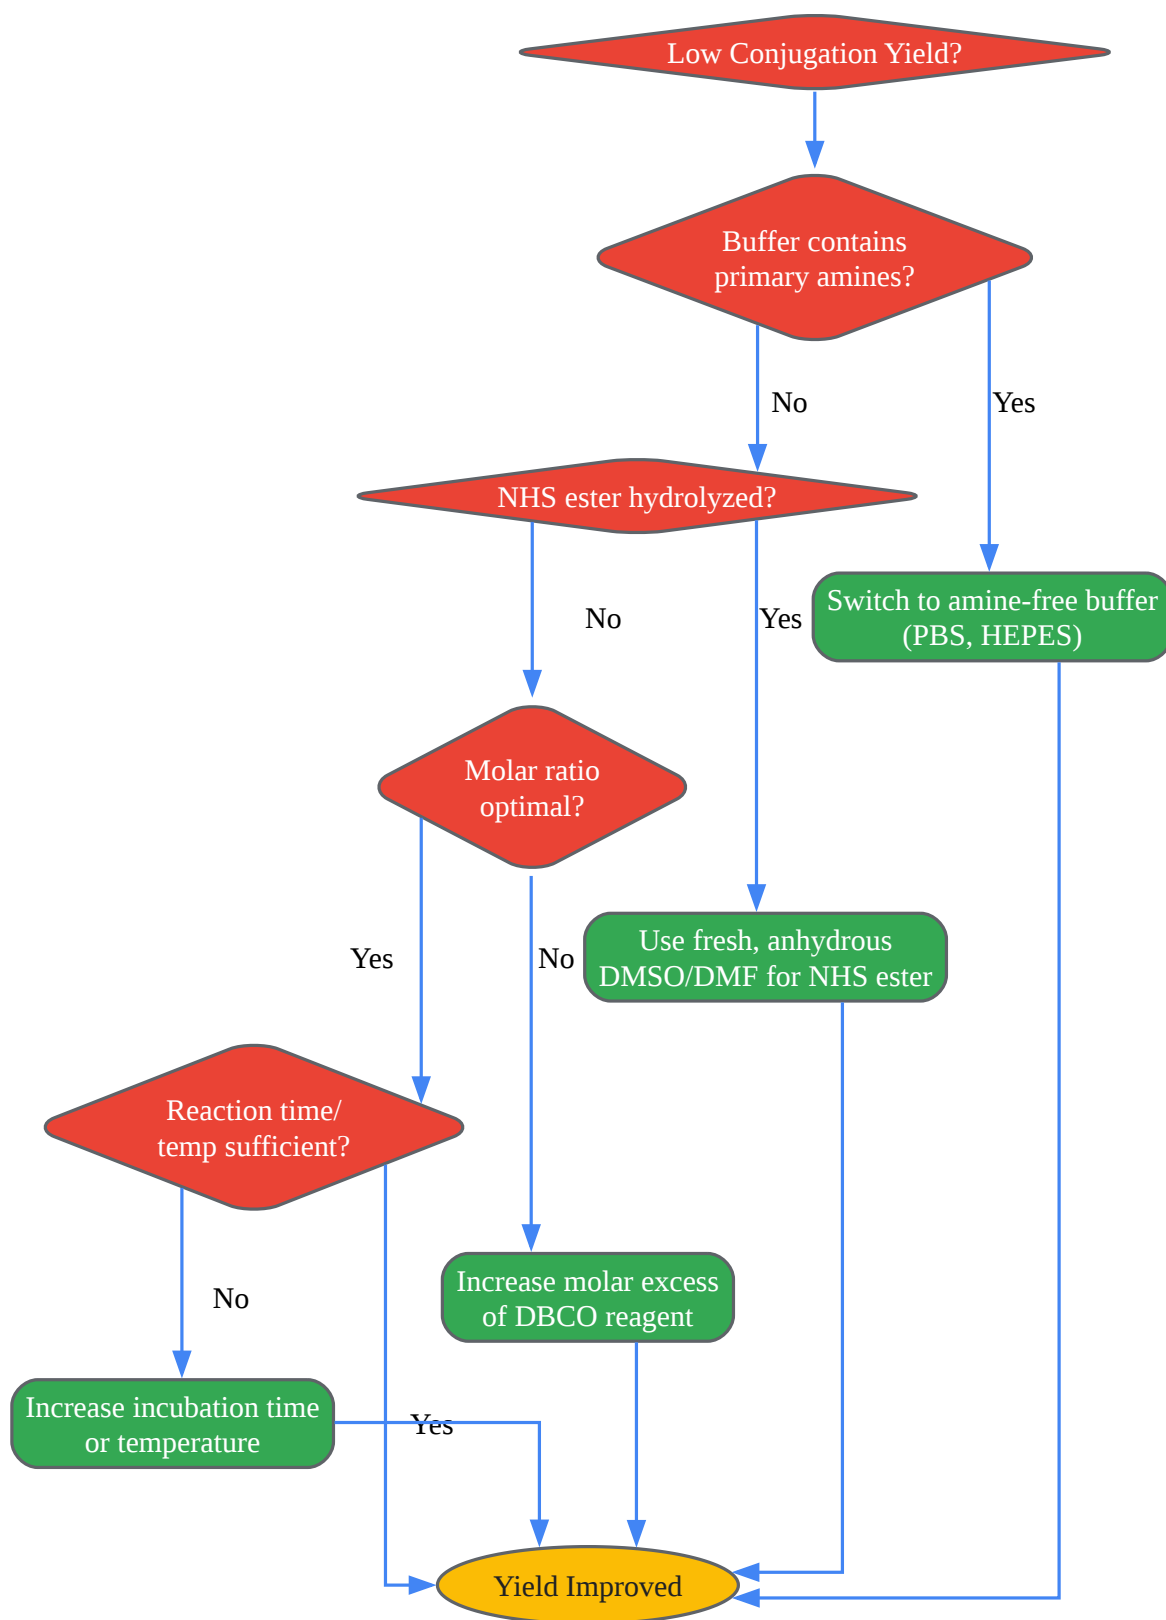 Low Conjugation Yield?
Buffer contains
primary amines?
No
Yes
NHS ester hydrolyzed?
Switch to amine-free buffer
(PBS, HEPES)
No
Yes
Molar ratio
optimal?
Use fresh, anhydrous
DMSO/DMF for NHS ester
Yes
No
Reaction time/
temp sufficient?
Increase molar excess
of DBCO reagent
No
Increase incubation time
or temperature
Yes
Yield Improved